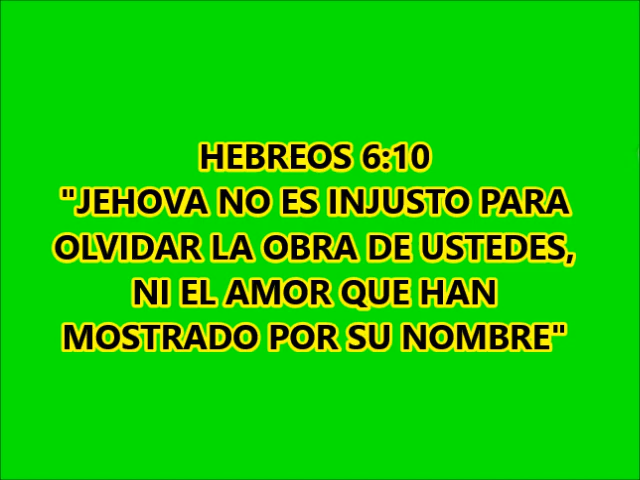 HEBREOS 6:10
"JEHOVA NO ES INJUSTO PARA
OLVIDAR LA OBRA DE USTEDES,
NI EL AMOR QUE HAN
MOSTRADO POR SU NOMBRE"